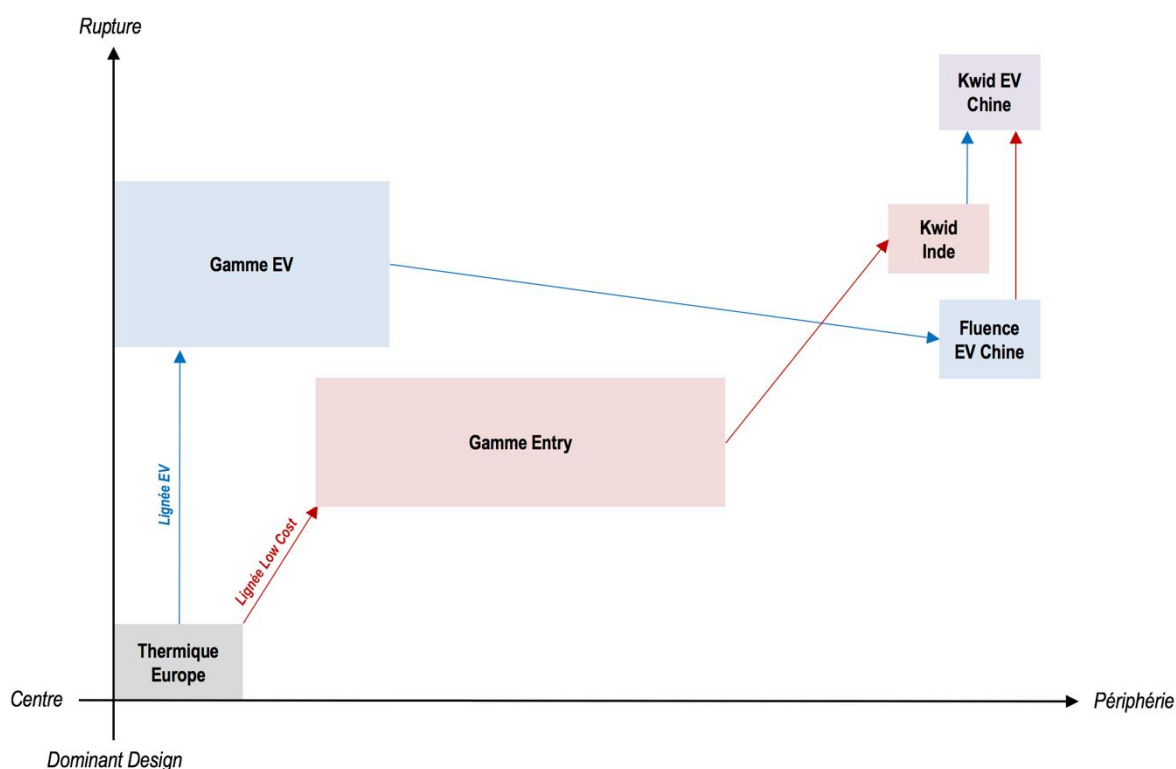 Rupture
Kwid EV
Chine
Kwid
Inde
Gamme EV
Fluence
EV Chine
Gamme Entry
Lignée EV
Lignée Low Cost
Thermique
Europe
Centre
Périphérie
Dominant Design